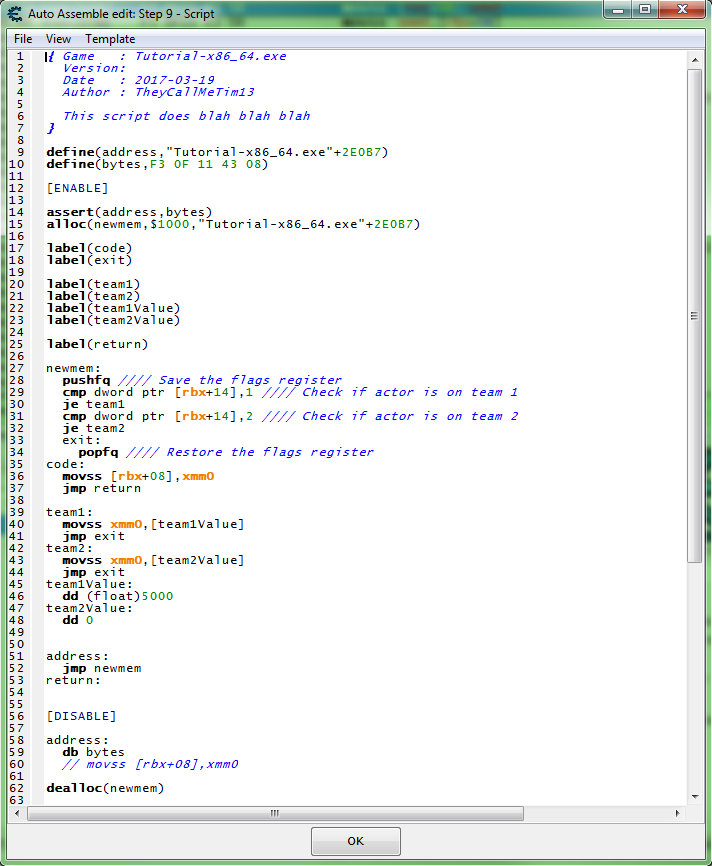 Auto Assemble edit: Step 9 - Script
File View Template
1 { Game : Tutorial-x86_64.exe
2 Version:
3 Date : 2017-03-19
4 Author : TheyCallMeTim13
5
6 This script does blah blah blah
7 }
8
9 define(address,"Tutorial-x86_64.exe"+2E0B7)
10 define(bytes,F3 0F 11 43 08)
11
12 [ENABLE]
13
14 assert(address,bytes)
15 alloc(newmem,$1000,"Tutorial-x86_64.exe"+2E0B7)
16
17 label(code)
18 label(exit)
19
20 label(team1)
21 label(team2)
22 label(team1Value)
23 label(team2Value)
24
25 label(return)
26
27 newmem:
28 pushfq //// Save the flags register
29 cmp dword ptr [rbx+14],1 //// Check if actor is on team 1
30 je team1
31 cmp dword ptr [rbx+14],2 //// Check if actor is on team 2
32 je team2
33 exit:
34 popfq //// Restore the flags register
35 code:
36 movss [rbx+08],xmm0
37 jmp return
38
39 team1:
40 movss xmm0,[team1Value]
41 jmp exit
42 team2:
43 movss xmm0,[team2Value]
44 jmp exit
45 team1Value:
46 dd (float)5000
47 team2Value:
48 dd 0
49
50
51 address:
52 jmp newmem
53 return:
54
55
56 [DISABLE]
57
58 address:
59 db bytes
60 // movss [rbx+08],xmm0
61
62 dealloc(newmem)
63
OK